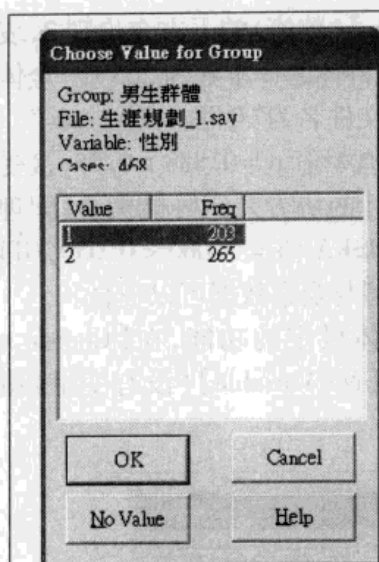 Choose Value for Group
Group: 男生群體
File: 生涯規劃_1.sav
Variable: 性別
Cases: 468
Value Freq
1 203
2 265
OK Cancel
No Value Help